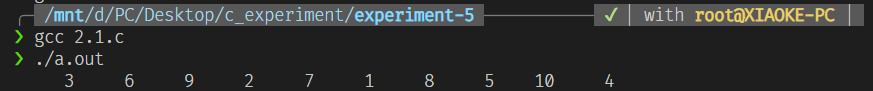 /mnt/d/PC/Desktop/c_experiment/experiment-5 ✓ | with root@XIAOKE-PC |
❯ gcc 2.1.c
❯ ./a.out
3 6 9 2 7 1 8 5 10 4